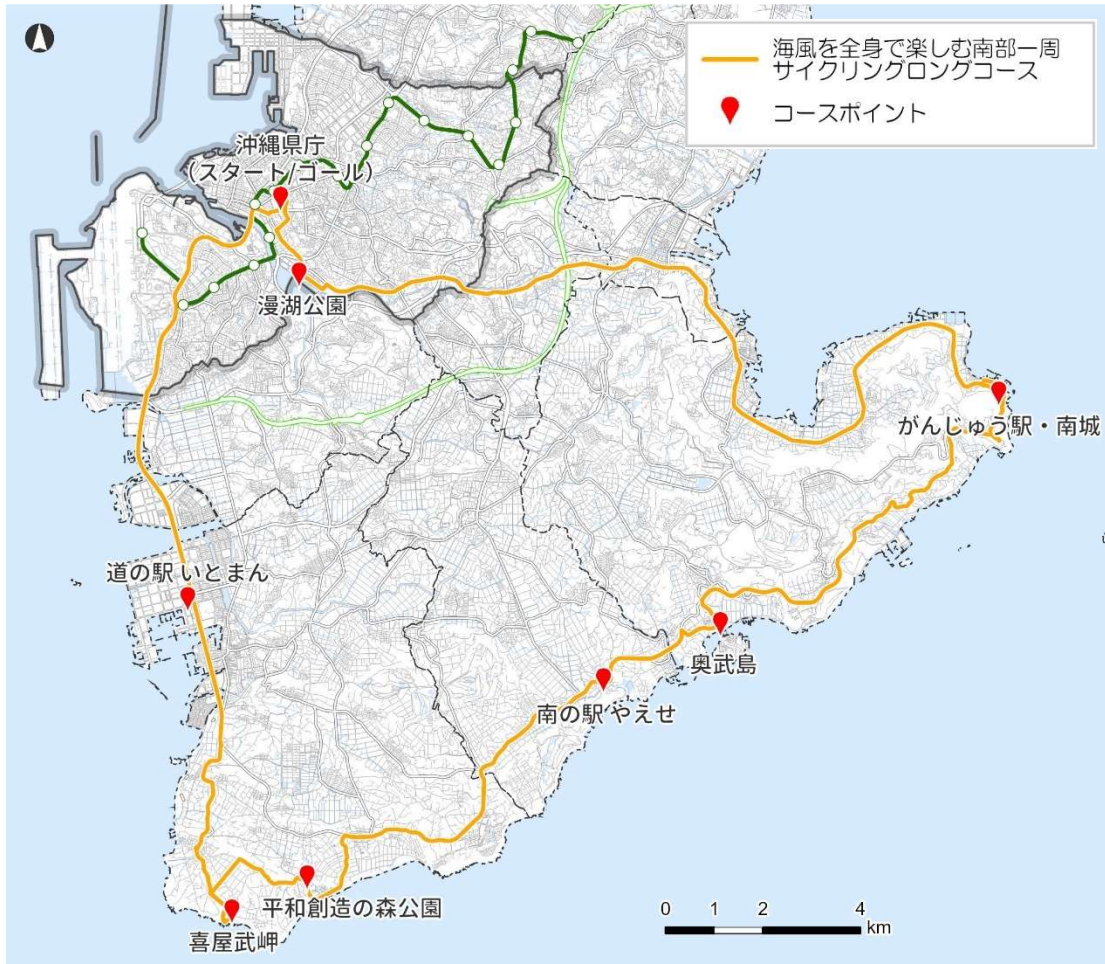 海風を全身で楽しむ南部一周
サイクリングロングコース
コースポイント
沖縄県庁
（スタート/ゴール）
漫湖公園
がんじゅう駅・南城
道の駅 いとまん
奥武島
南の駅 やえせ
平和創造の森公園
喜屋武岬
0 1 2 4
km